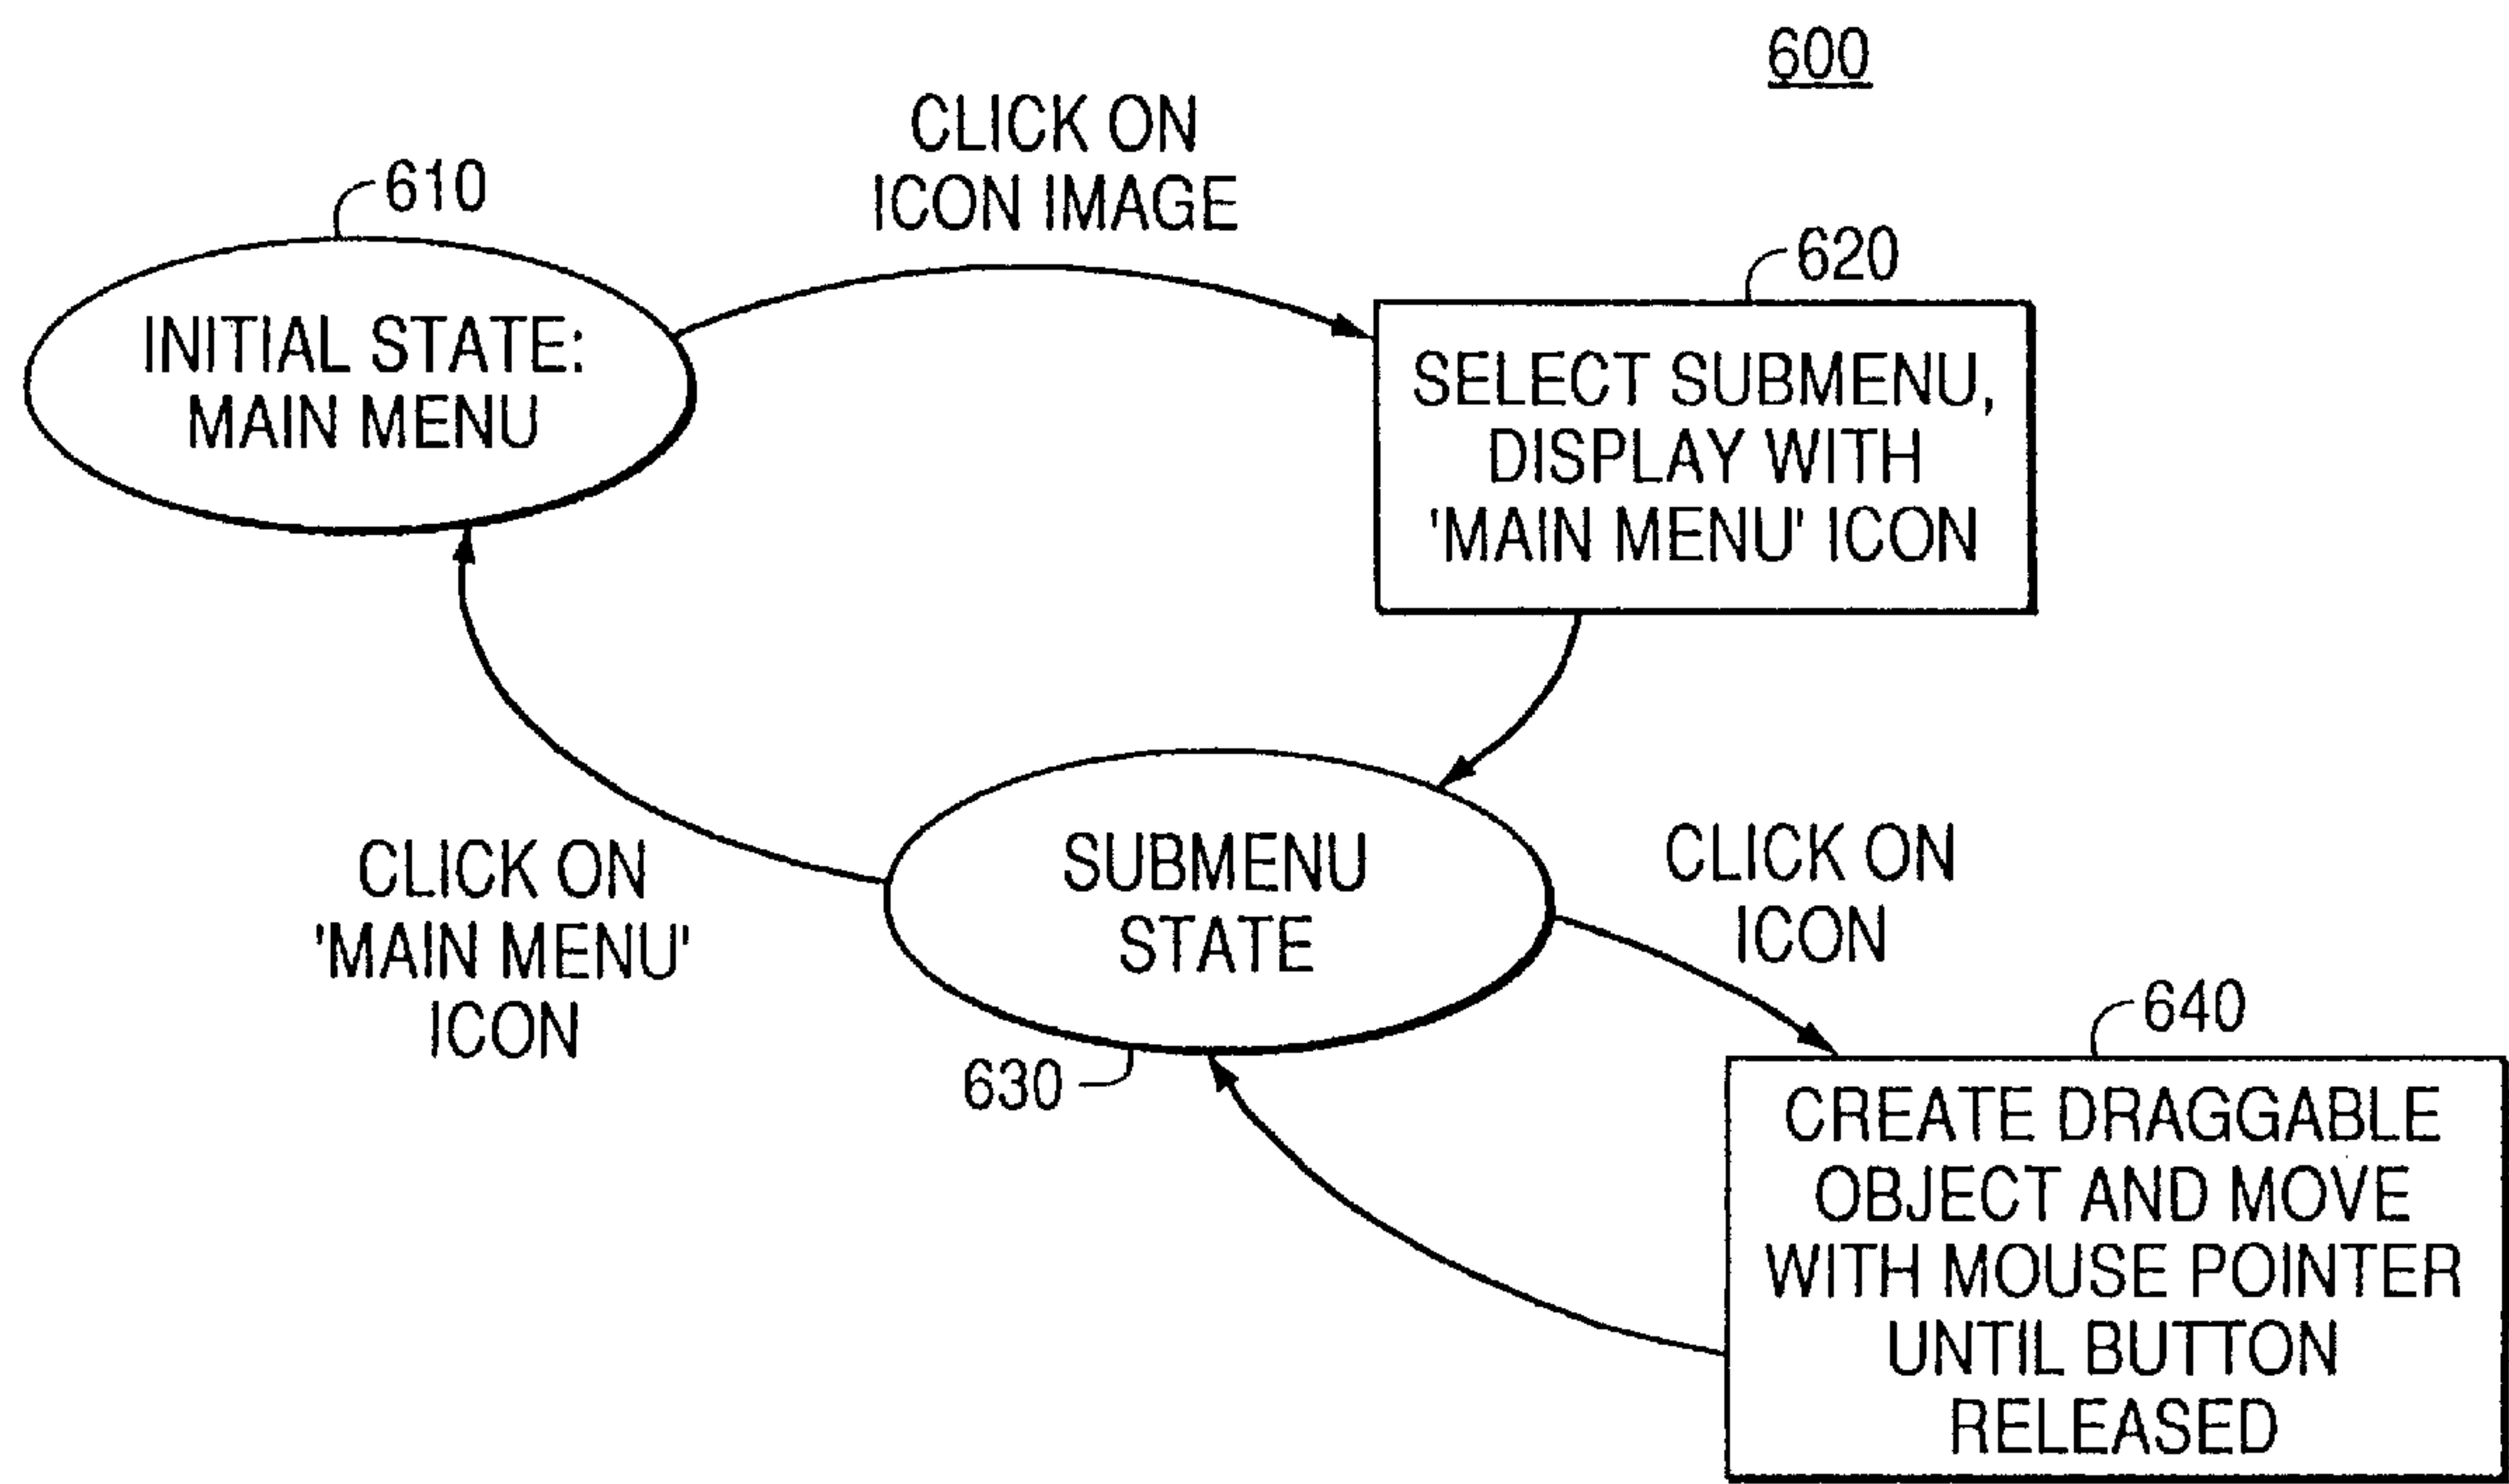 600
CLICK ON
ICON IMAGE
610
620
INITIAL STATE:
MAIN MENU
SELECT SUBMENU,
DISPLAY WITH
'MAIN MENU' ICON
CLICK ON
'MAIN MENU'
ICON
SUBMENU
STATE
630
CLICK ON
ICON
640
CREATE DRAGGABLE
OBJECT AND MOVE
WITH MOUSE POINTER
UNTIL BUTTON
RELEASED